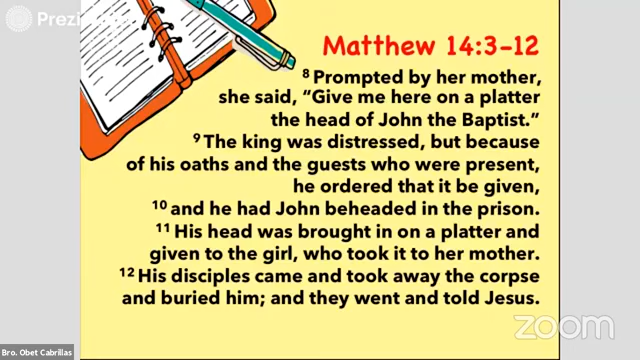 Prezi
Matthew 14:3-12
8 Prompted by her mother,
she said, “Give me here on a platter
the head of John the Baptist.”
9 The king was distressed, but because
of his oaths and the guests who were present,
he ordered that it be given,
10 and he had John beheaded in the prison.
11 His head was brought in on a platter and
given to the girl, who took it to her mother.
12 His disciples came and took away the corpse
and buried him; and they went and told Jesus.
zoom
Bro. Obet Cabrillas